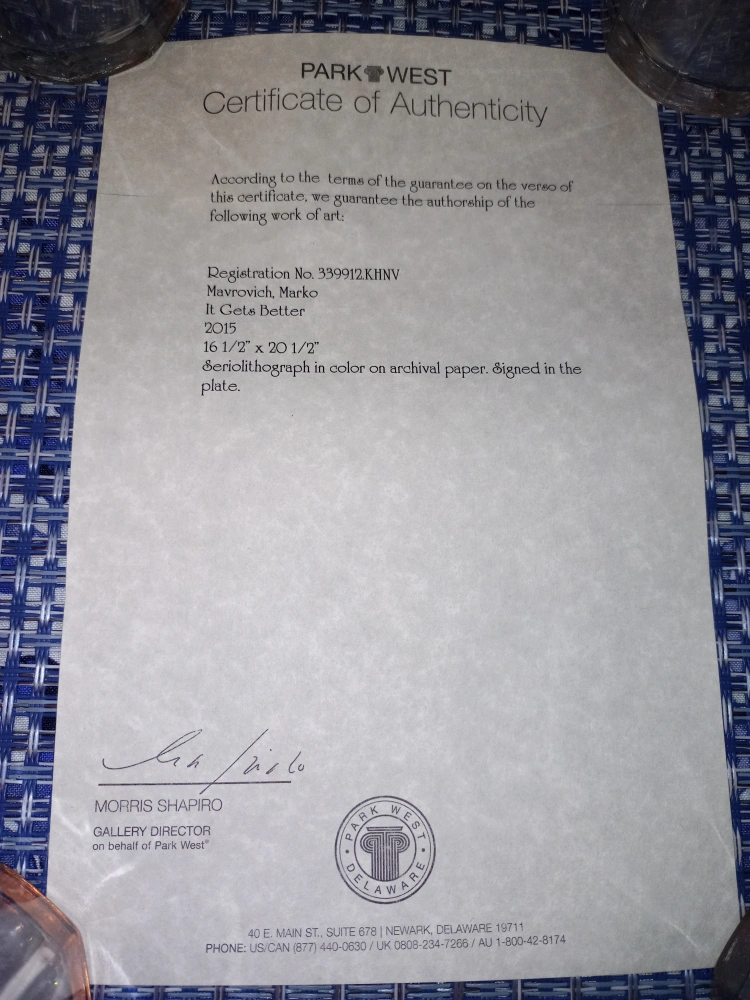 PARK WEST
Certificate of Authenticity
According to the terms of the guarantee on the verso of
this certificate, we guarantee the authorship of the
following work of art:
Registration No. 339912.KHNV
Mavrovich, Marko
It Gets Better
2015
16 1/2" x 20 1/2"
Seriolithograph in color on archival paper. Signed in the
plate.
MORRIS SHAPIRO
GALLERY DIRECTOR
on behalf of Park West®
PARK WEST
DELAWARE
40 E. MAIN ST., SUITE 678 | NEWARK, DELAWARE 19711
PHONE: US/CAN (877) 440-0630 / UK 0808-234-7266 / AU 1-800-42-8174